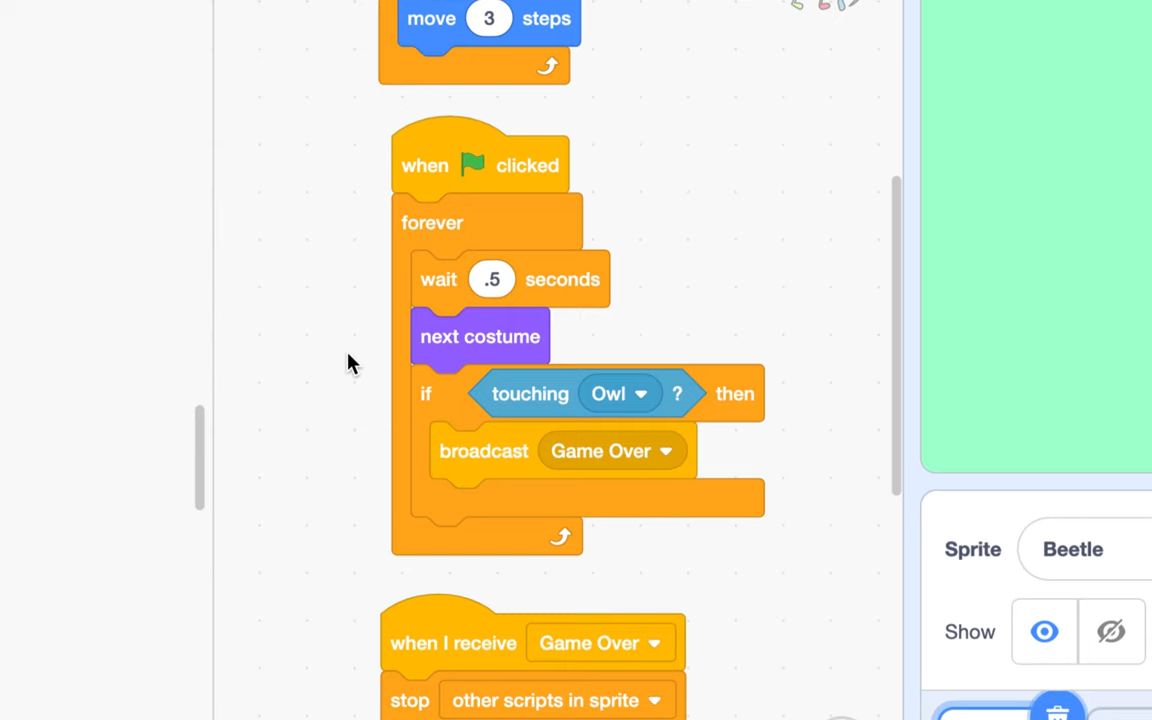 move 3 steps
when clicked
forever
wait .5 seconds
next costume
if touching Owl ? then
broadcast Game Over
when I receive Game Over
stop other scripts in sprite
Sprite Beetle
Show